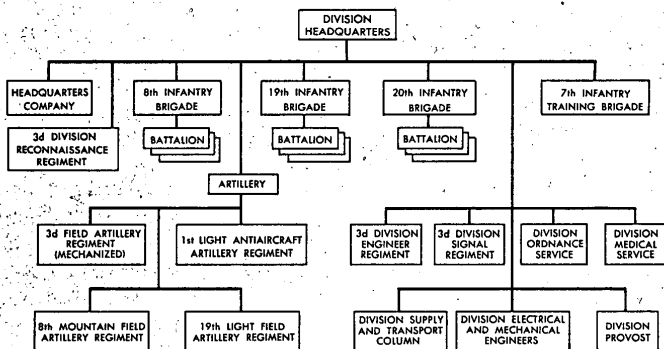 DIVISION
HEADQUARTERS
HEADQUARTERS
COMPANY
8th INFANTRY
BRIGADE
19th INFANTRY
BRIGADE
20th INFANTRY
BRIGADE
7th INFANTRY
TRAINING BRIGADE
3d DIVISION
RECONNAISSANCE
REGIMENT
BATTALION
BATTALION
BATTALION
ARTILLERY
3d FIELD ARTILLERY
REGIMENT
(MECHANIZED)
1st LIGHT ANTIAIRCRAFT
ARTILLERY REGIMENT
3d DIVISION
ENGINEER
REGIMENT
3d DIVISION
SIGNAL
REGIMENT
DIVISION
ORDNANCE
SERVICE
DIVISION
MEDICAL
SERVICE
8th MOUNTAIN FIELD
ARTILLERY REGIMENT
19th LIGHT FIELD
ARTILLERY REGIMENT
DIVISION SUPPLY
AND TRANSPORT
COLUMN
DIVISION ELECTRICAL
AND MECHANICAL
ENGINEERS
DIVISION
PROVOST